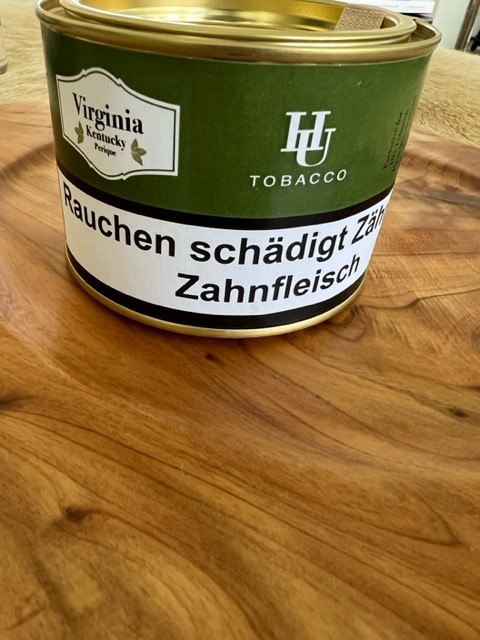 Virginia
Kentucky
Perique
HU
TOBACCO
Rauchen schädigt Zäh
Zahnfleisch